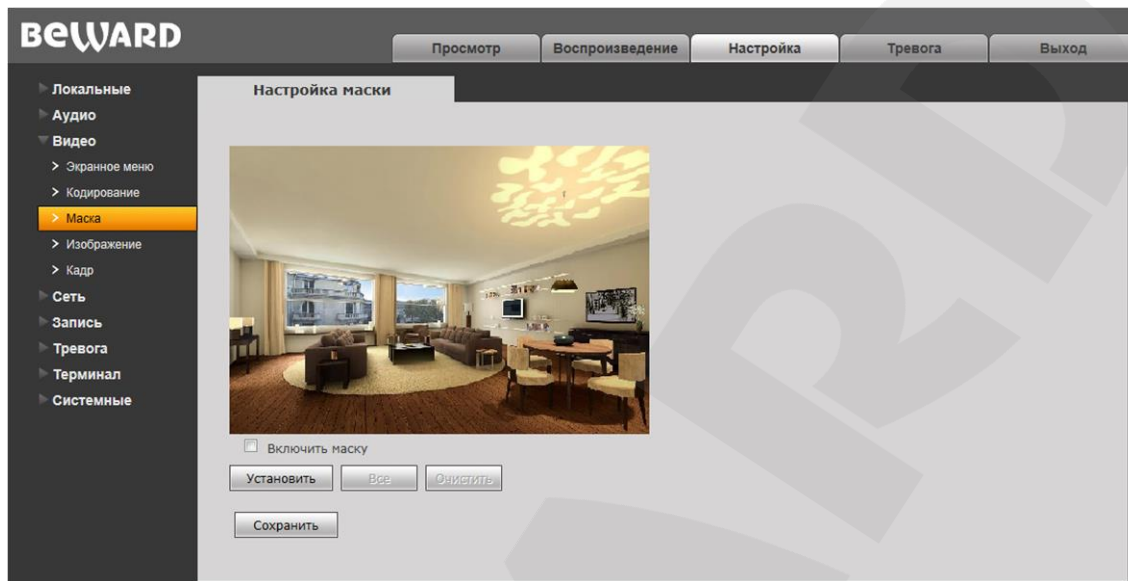 BEWARD
Просмотр Воспроизведение Настройка Тревога Выход
Локальные
Аудио
Видео
Экранное меню
Кодирование
Маска
Изображение
Кадр
Сеть
Запись
Тревога
Терминал
Системные
Настройка маски
Включить маску
Установить Все Очистить
Сохранить